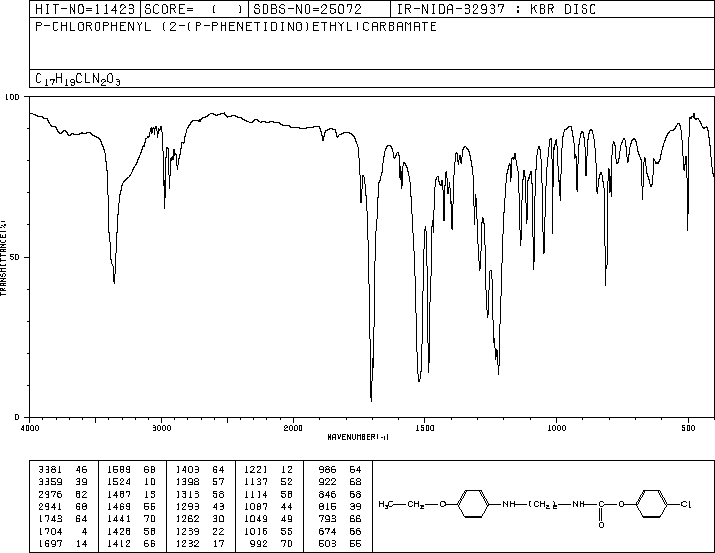 HIT-NO=11423 SCORE= ( ) SDBS-NO=25072 IR-NIDA-32937 : KBR DISC
P-CHLOROPHENYL (2-(P-PHENETIDINO)ETHYL)CARBAMATE
C17H19CLN2O3
100
50
0
TRANSMITTANCE(%)
4000 3000 2000 1500 1000 500
WAVENUMBER(-1)
3381 46 1589 68 1403 64 1221 12 986 64
3359 39 1524 10 1398 57 1137 52 922 68
2976 62 1487 13 1313 58 1114 58 846 68
2941 68 1469 55 1293 43 1087 44 815 39
1743 64 1441 70 1262 30 1049 49 793 66
1704 4 1428 58 1239 22 1016 55 674 66
1697 14 1412 66 1232 17 992 70 503 55
H3C—CH2—O NH—(CH2)2—NH—C—O Cl
O